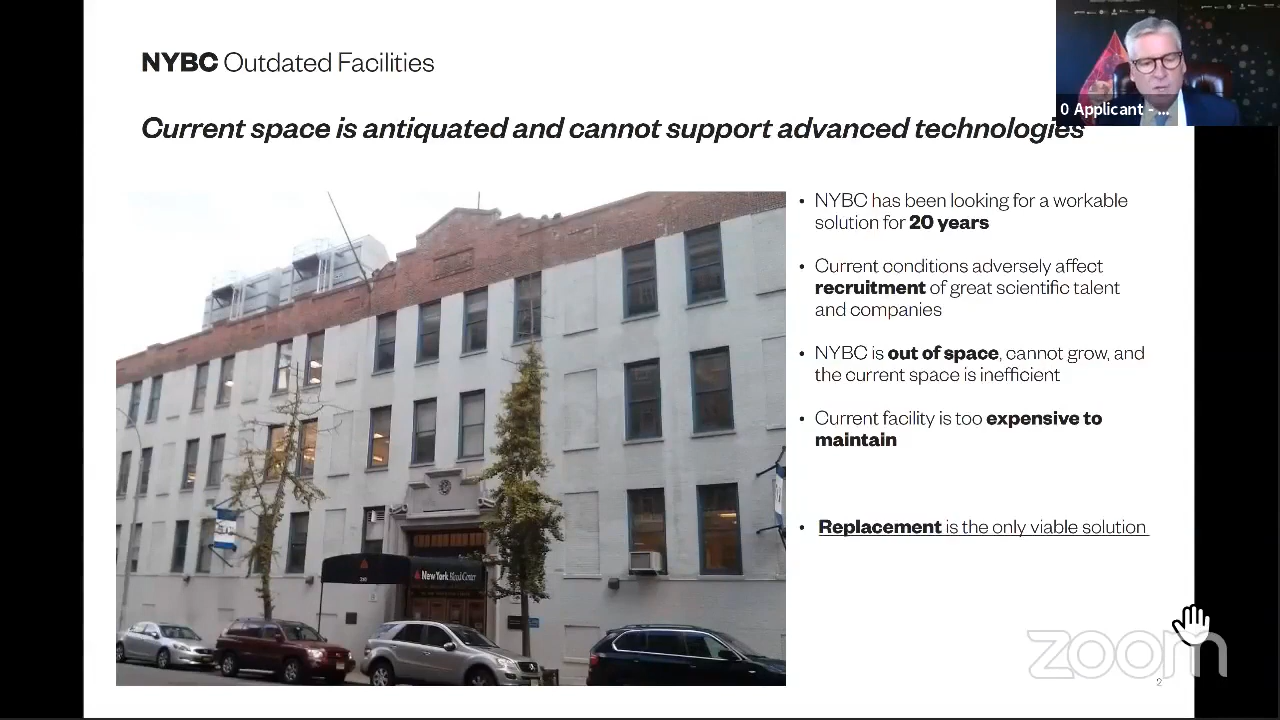 NYBC Outdated Facilities
0 Applicant - ...
Current space is antiquated and cannot support advanced technologies
• NYBC has been looking for a workable
solution for 20 years
• Current conditions adversely affect
recruitment of great scientific talent
and companies
• NYBC is out of space, cannot grow, and
the current space is inefficient
• Current facility is too expensive to
maintain
• Replacement is the only viable solution
New York Blood Center
zoom
2